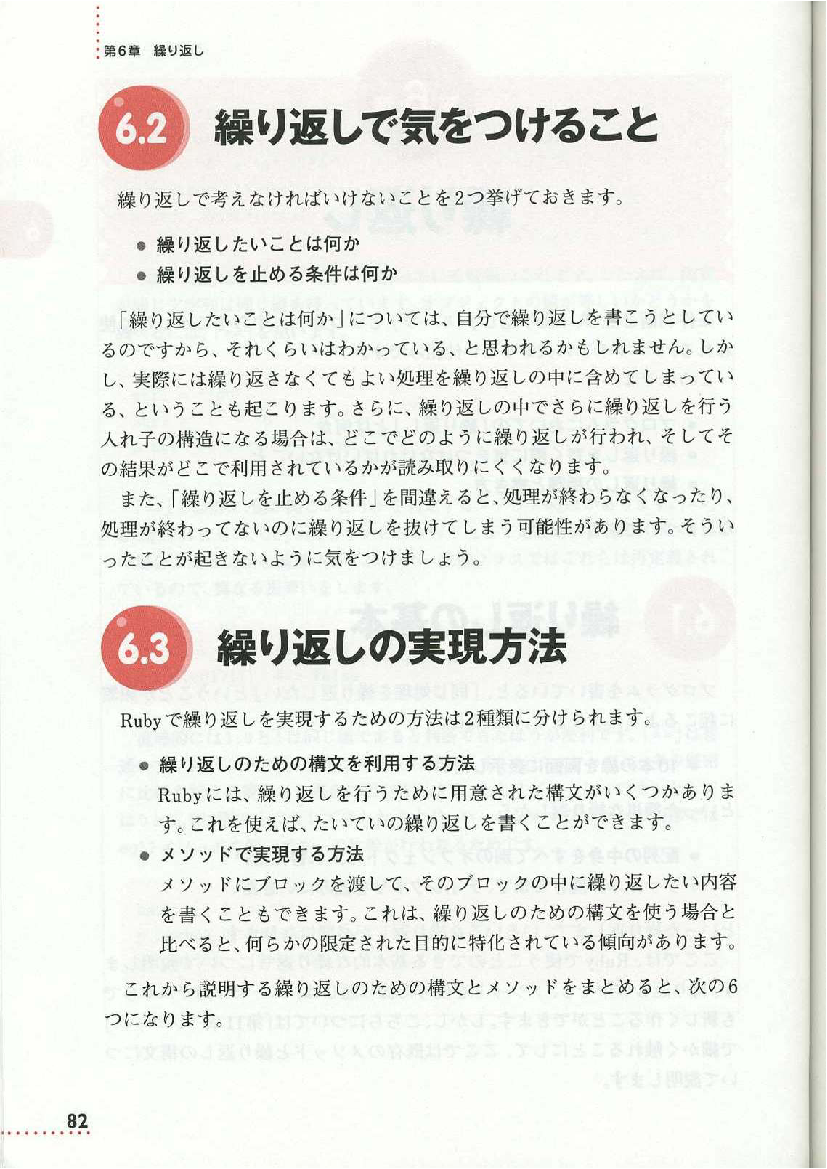 第6章 繰り返し
6.2 繰り返しで気をつけること
繰り返しで考えなければいけないことを2つ挙げておきます。
● 繰り返したいことは何か
● 繰り返しを止める条件は何か
「繰り返したいことは何か」については、自分で繰り返しを書こうとしてい
るのですから、それくらいはわかっている、と思われるかもしれません。しか
し、実際には繰り返さなくてもよい処理を繰り返しの中に含めてしまってい
る、ということも起こります。さらに、繰り返しの中でさらに繰り返しを行う
入れ子の構造になる場合は、どこでどのように繰り返しが行われ、そしてそ
の結果がどこで利用されているかが読み取りにくくなります。
また、「繰り返しを止める条件」を間違えると、処理が終わらなくなったり、
処理が終わってないのに繰り返しを抜けてしまう可能性があります。そうい
ったことが起きないように気をつけましょう。
6.3 繰り返しの実現方法
Rubyで繰り返しを実現するための方法は2種類に分けられます。
● 繰り返しのための構文を利用する方法
Rubyには、繰り返しを行うために用意された構文がいくつかありま
す。これを使えば、たいていの繰り返しを書くことができます。
● メソッドで実現する方法
メソッドにブロックを渡して、そのブロックの中に繰り返したい内容
を書くこともできます。これは、繰り返しのための構文を使う場合と
比べると、何らかの限定された目的に特化されている傾向があります。
これから説明する繰り返しのための構文とメソッドをまとめると、次の6
つになります。
82